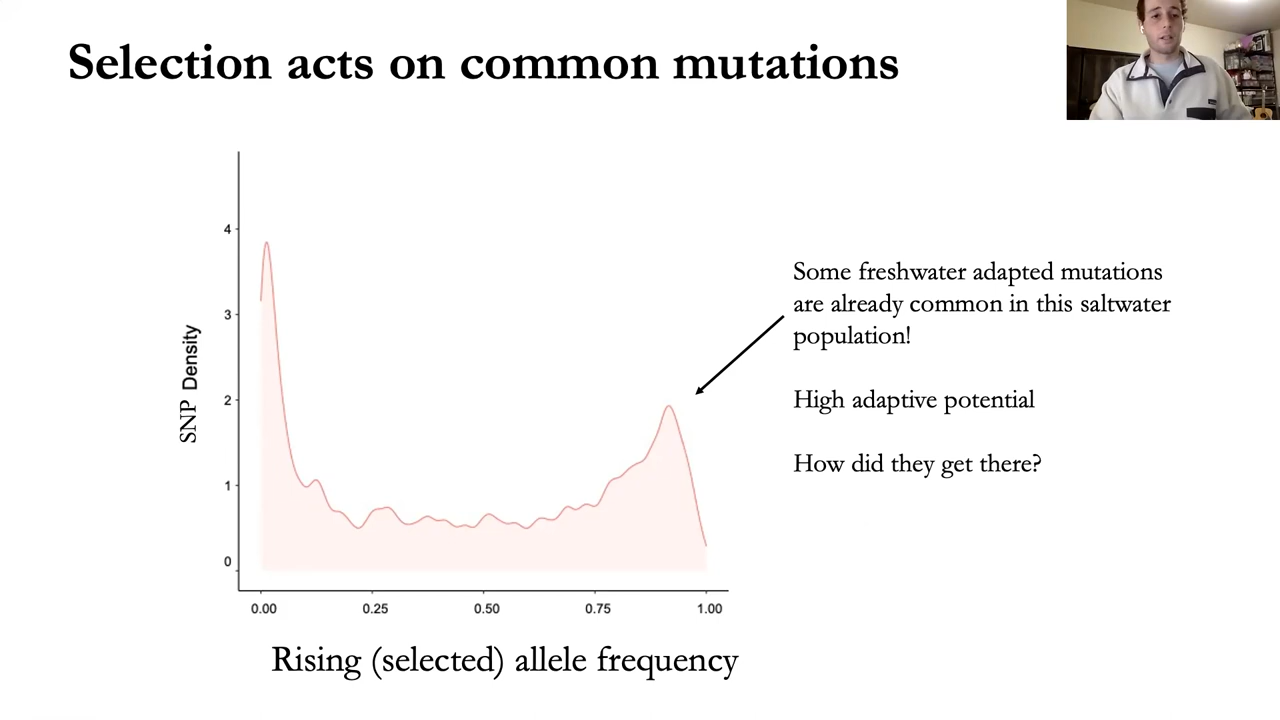 Selection acts on common mutations
SNP Density
4
3
2
1
0
0.00
0.25
0.50
0.75
1.00
Rising (selected) allele frequency
Some freshwater adapted mutations
are already common in this saltwater
population!
High adaptive potential
How did they get there?